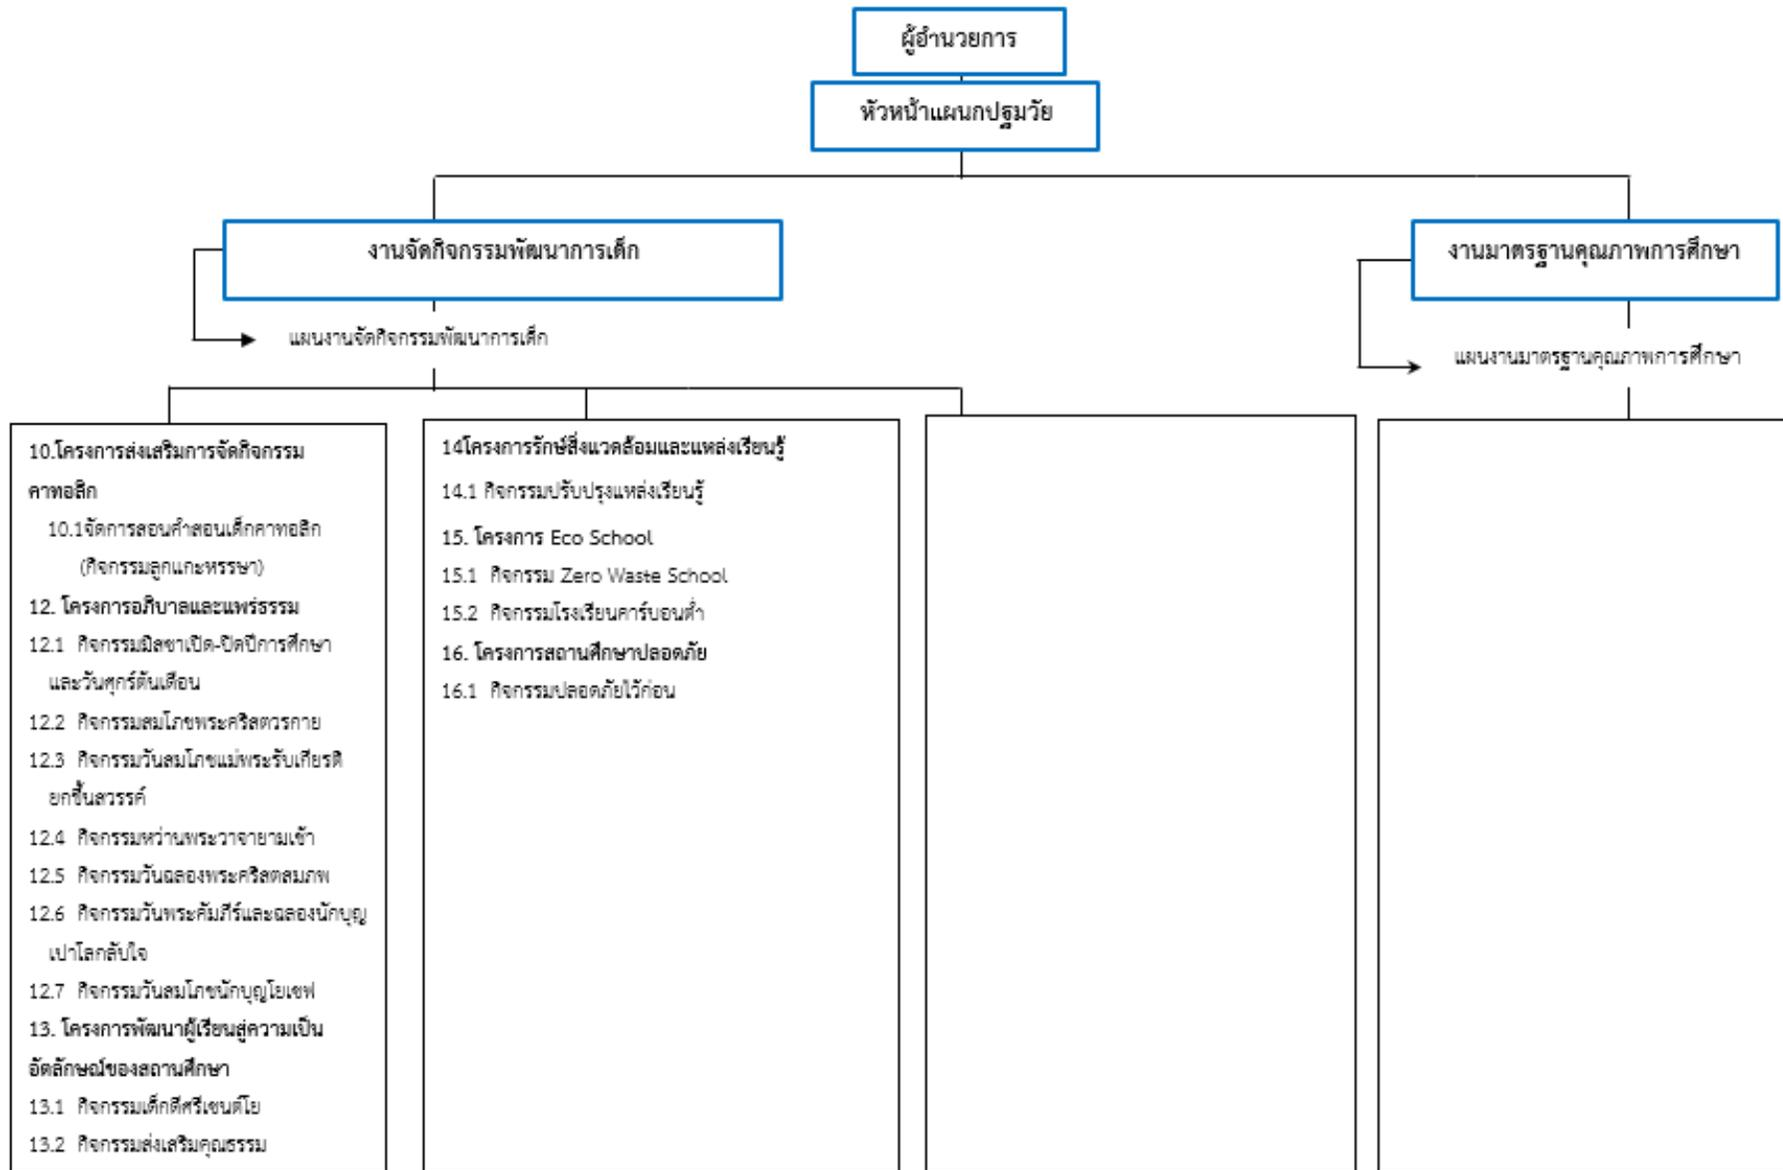 ผู้อำนวยการ
หัวหน้าแผนกปฐมวัย
งานจัดกิจกรรมพัฒนาการเด็ก
งานมาตรฐานคุณภาพการศึกษา
แผนงานจัดกิจกรรมพัฒนาการเด็ก
แผนงานมาตรฐานคุณภาพการศึกษา
10.โครงการส่งเสริมการจัดกิจกรรม
คาทอลิก
10.1จัดการสอนคำสอนเด็กคาทอลิก
(กิจกรรมลูกแกะหรรษา)
12. โครงการอภิบาลและแพร่ธรรม
12.1 กิจกรรมมิสซาเปิด-ปิดปีการศึกษา
และวันศุกร์ต้นเดือน
12.2 กิจกรรมสมโภชพระคริสตวรกาย
12.3 กิจกรรมวันสมโภชแม่พระรับเกียรติ
ยกขึ้นสวรรค์
12.4 กิจกรรมหว่านพระวาจายามเช้า
12.5 กิจกรรมวันฉลองพระคริสตสมภพ
12.6 กิจกรรมวันพระคัมภีร์และฉลองนักบุญ
เปาโลกลับใจ
12.7 กิจกรรมวันสมโภชนักบุญโยเซฟ
13. โครงการพัฒนาผู้เรียนสู่ความเป็น
อัตลักษณ์ของสถานศึกษา
13.1 กิจกรรมเด็กดีศรีเซนต์โย
13.2 กิจกรรมส่งเสริมคุณธรรม
14โครงการรักษ์สิ่งแวดล้อมและแหล่งเรียนรู้
14.1 กิจกรรมปรับปรุงแหล่งเรียนรู้
15. โครงการ Eco School
15.1 กิจกรรม Zero Waste School
15.2 กิจกรรมโรงเรียนคาร์บอนต่ำ
16. โครงการสถานศึกษาปลอดภัย
16.1 กิจกรรมปลอดภัยไว้ก่อน